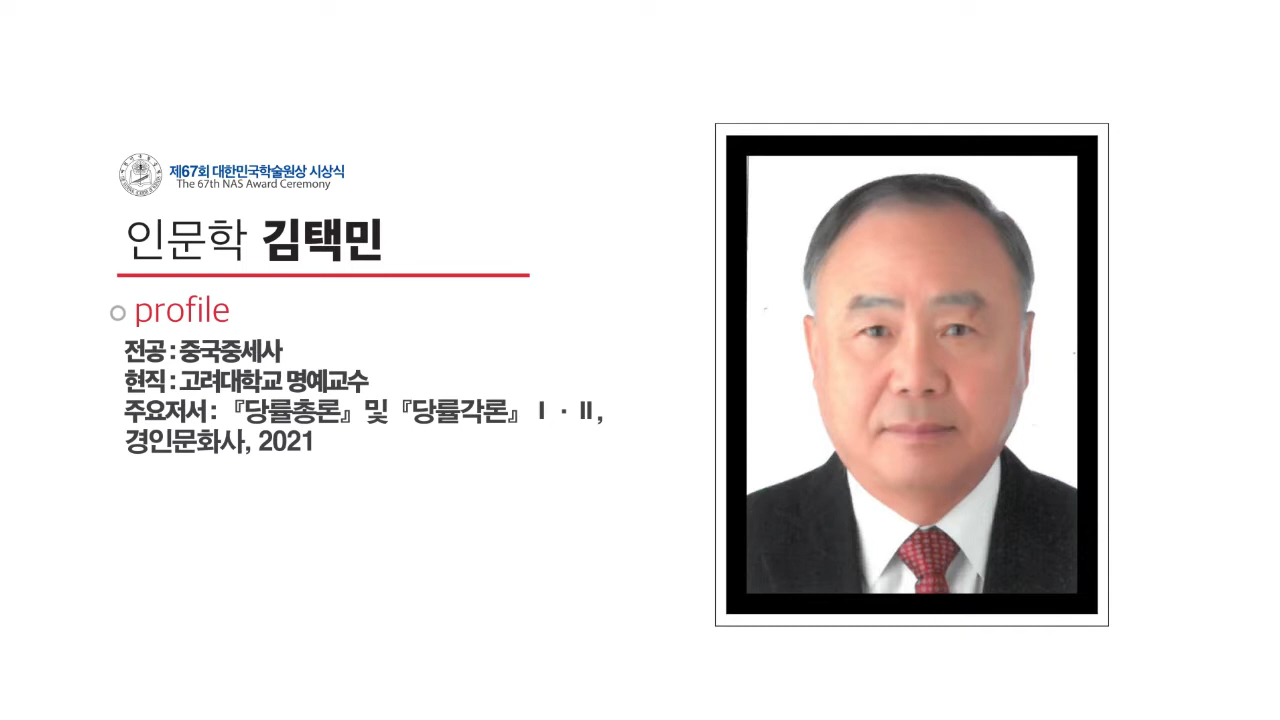 제67회 대한민국학술원상 시상식
The 67th NAS Award Ceremony
인문학 김택민
profile
전공 : 중국중세사
현직 : 고려대학교 명예교수
주요저서 : 『당률총론』 및 『당률각론』 Ⅰ · Ⅱ,
경인문화사, 2021